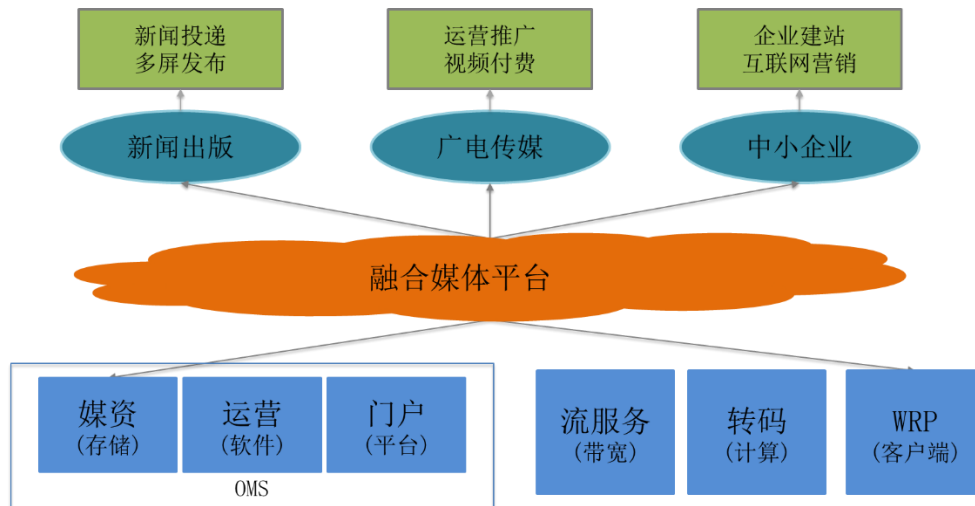 新闻投递
多屏发布
运营推广
视频付费
企业建站
互联网营销
新闻出版
广电传媒
中小企业
融合媒体平台
媒资
(存储)
运营
(软件)
门户
(平台)
流服务
(带宽)
转码
(计算)
WRP
(客户端)
OMS